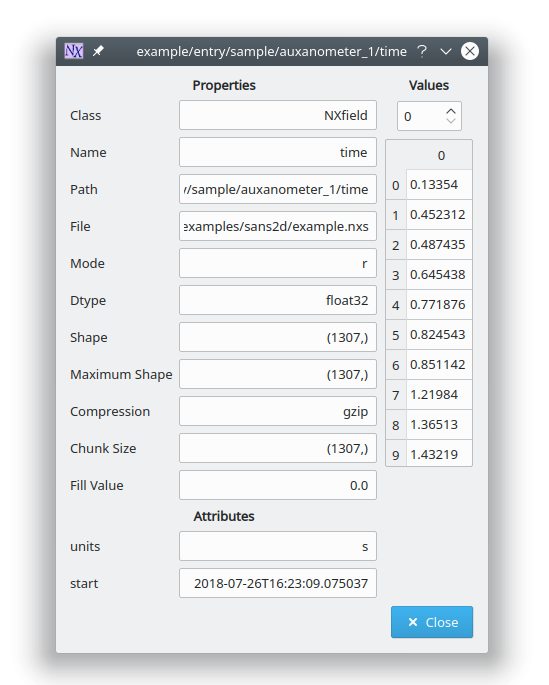 NX example/entry/sample/auxanometer_1/time ?
Properties
Class NXfield
Name time
Path /sample/auxanometer_1/time
File examples/sans2d/example.nxs
Mode r
Dtype float32
Shape (1307,)
Maximum Shape (1307,)
Compression gzip
Chunk Size (1307,)
Fill Value 0.0
Attributes
units s
start 2018-07-26T16:23:09.075037
Values
0
0
0 0.13354
1 0.452312
2 0.487435
3 0.645438
4 0.771876
5 0.824543
6 0.851142
7 1.21984
8 1.36513
9 1.43219
Close